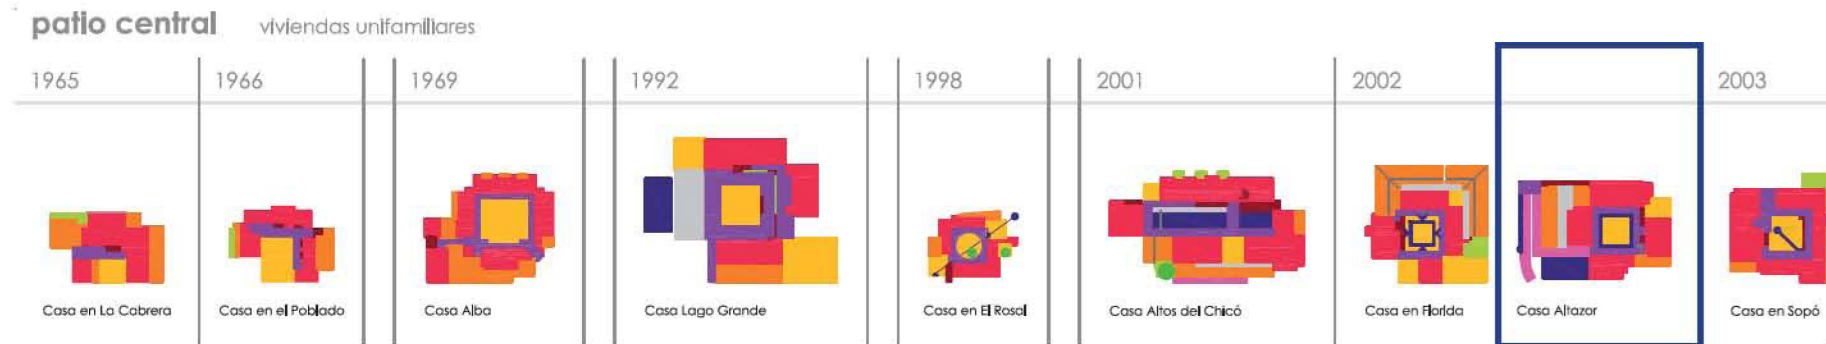 patio central viviendas unifamiliares
1965 1966 1969 1992 1998 2001 2002 2003
Casa en La Cabrera Casa en el Poblado Casa Alba Casa Lago Grande Casa en El Rosal Casa Altos del Chicó Casa en Florida Casa Altazor Casa en Sopó